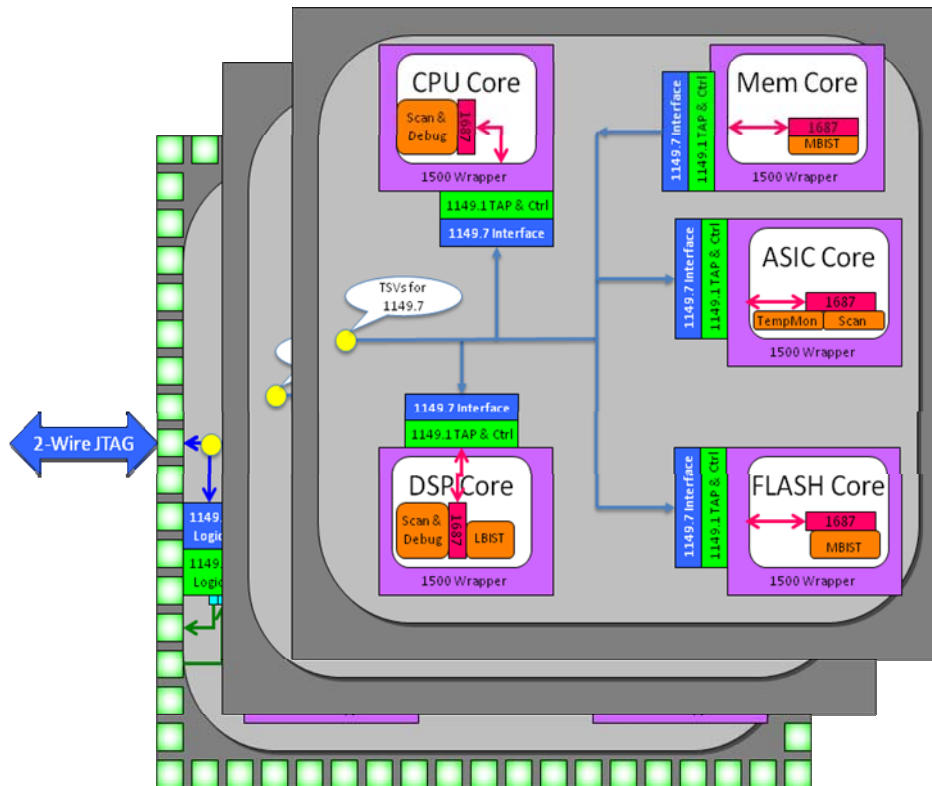 CPU Core
Scan &
Debug
1687
1500 Wrapper
1149.1 TAP & Ctrl
1149.7 Interface
Mem Core
1149.7 Interface
1149.1 TAP & Ctrl
1687
MBIST
1500 Wrapper
TSVs for
1149.7
ASIC Core
1149.7 Interface
1149.1 TAP & Ctrl
1687
TempMon
Scan
1500 Wrapper
2-Wire JTAG
1149.7 Interface
1149.1 TAP & Ctrl
DSP Core
Scan &
Debug
1687
LBIST
1500 Wrapper
FLASH Core
1149.7 Interface
1149.1 TAP & Ctrl
1687
MBIST
1500 Wrapper
1149.
Logic
1149.
Logic